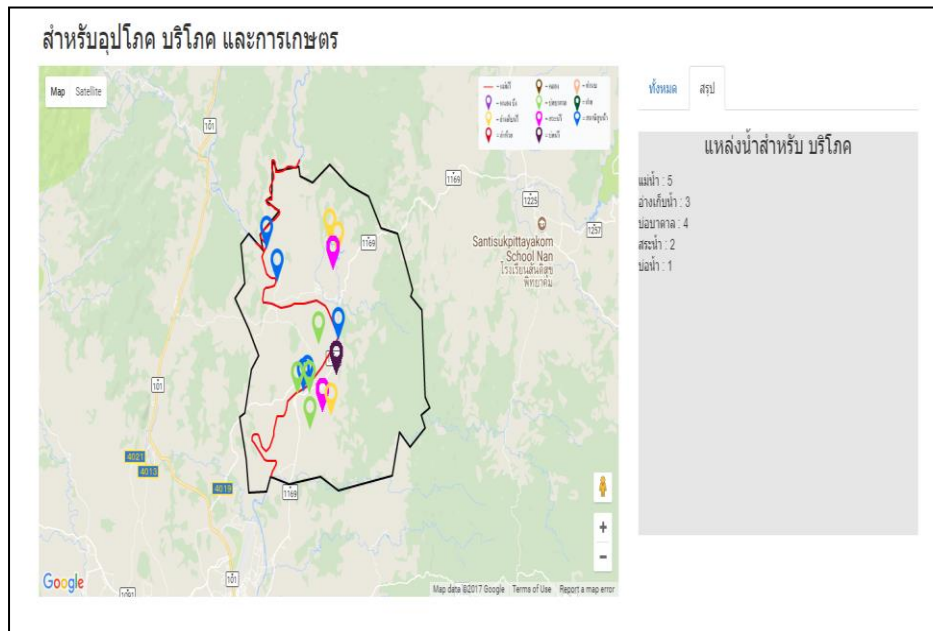 สำหรับอุปโภค บริโภค และการเกษตร
Map Satellite
ทั้งหมด
สรุป
แหล่งน้ำสำหรับ บริโภค
แม่น้ำ : 5
อ่างเก็บน้ำ : 3
บ่อบาดาล : 4
สระน้ำ : 2
บ่อน้ำ : 1
101
1169
1225
1257
1169
Santisukpittayakom
School Nan
โรงเรียนสันติสุข
พิทยาคม
101
4021
4013
4019
1169
101
1091
+
−
Google
Map data ©2017 Google Terms of Use Report a map error